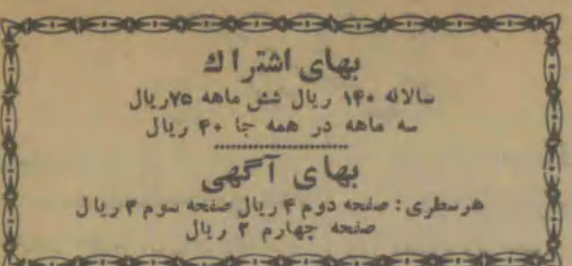 بهای اشتراك
سالانه ۱۴۰ ریال شش ماهه ۷۵ ریال
سه ماهه در همه جا ۴۰ ریال
بهای آگهی
هرسطری: صفحه دوم ۴ ریال صفحه سوم ۳ ریال
صفحه چهارم ۲ ریال